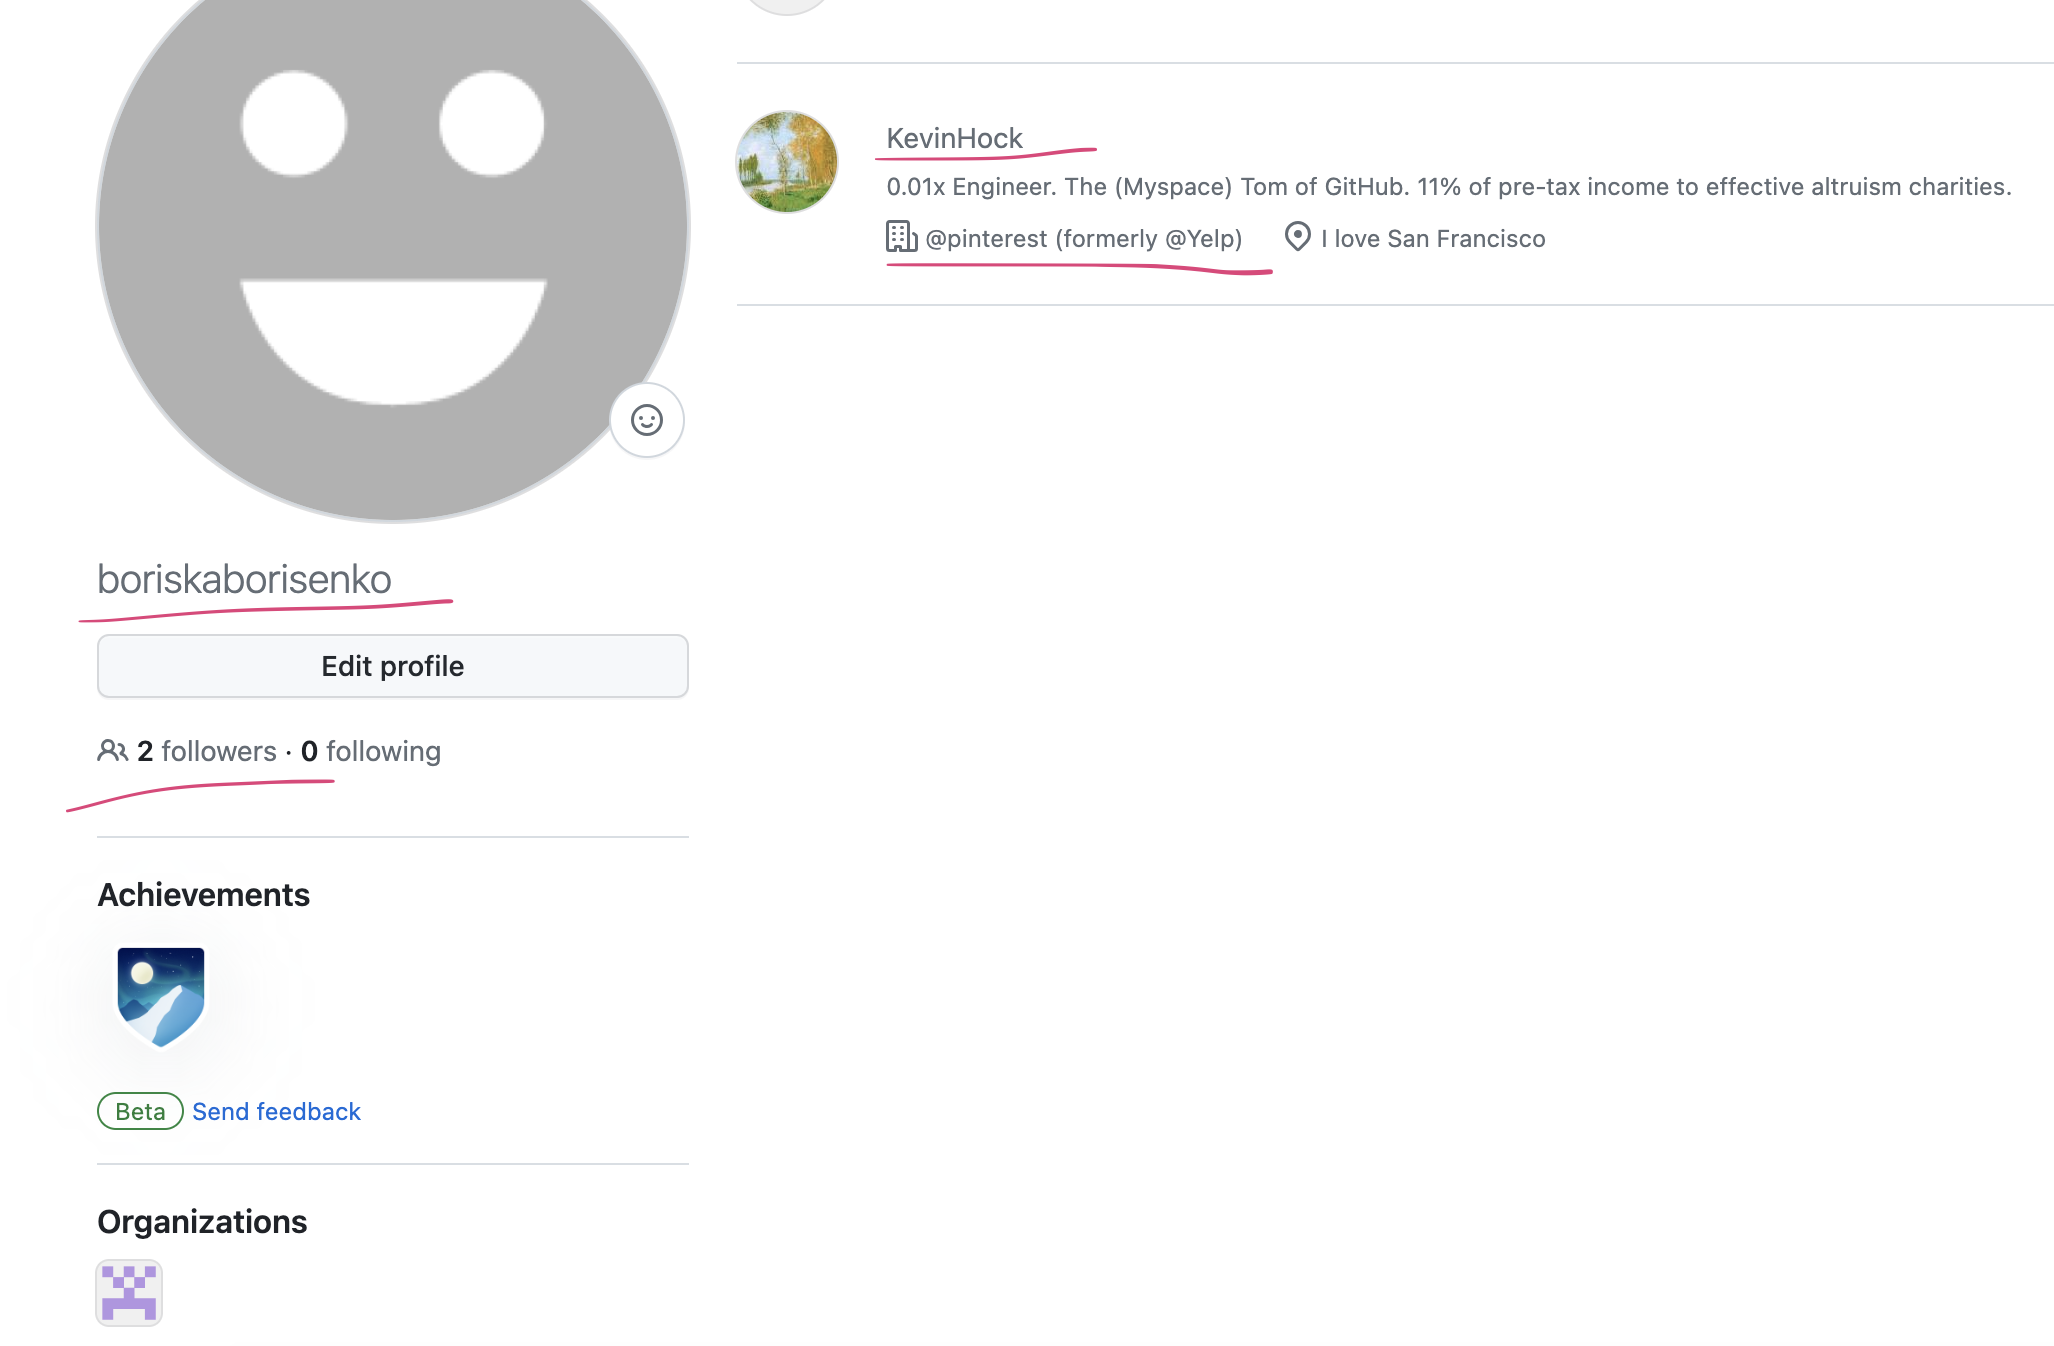 boriskaborisenko
Edit profile
2 followers · 0 following
Achievements
Beta Send feedback
Organizations
KevinHock
0.01x Engineer. The (Myspace) Tom of GitHub. 11% of pre-tax income to effective altruism charities.
@pinterest (formerly @Yelp) I love San Francisco